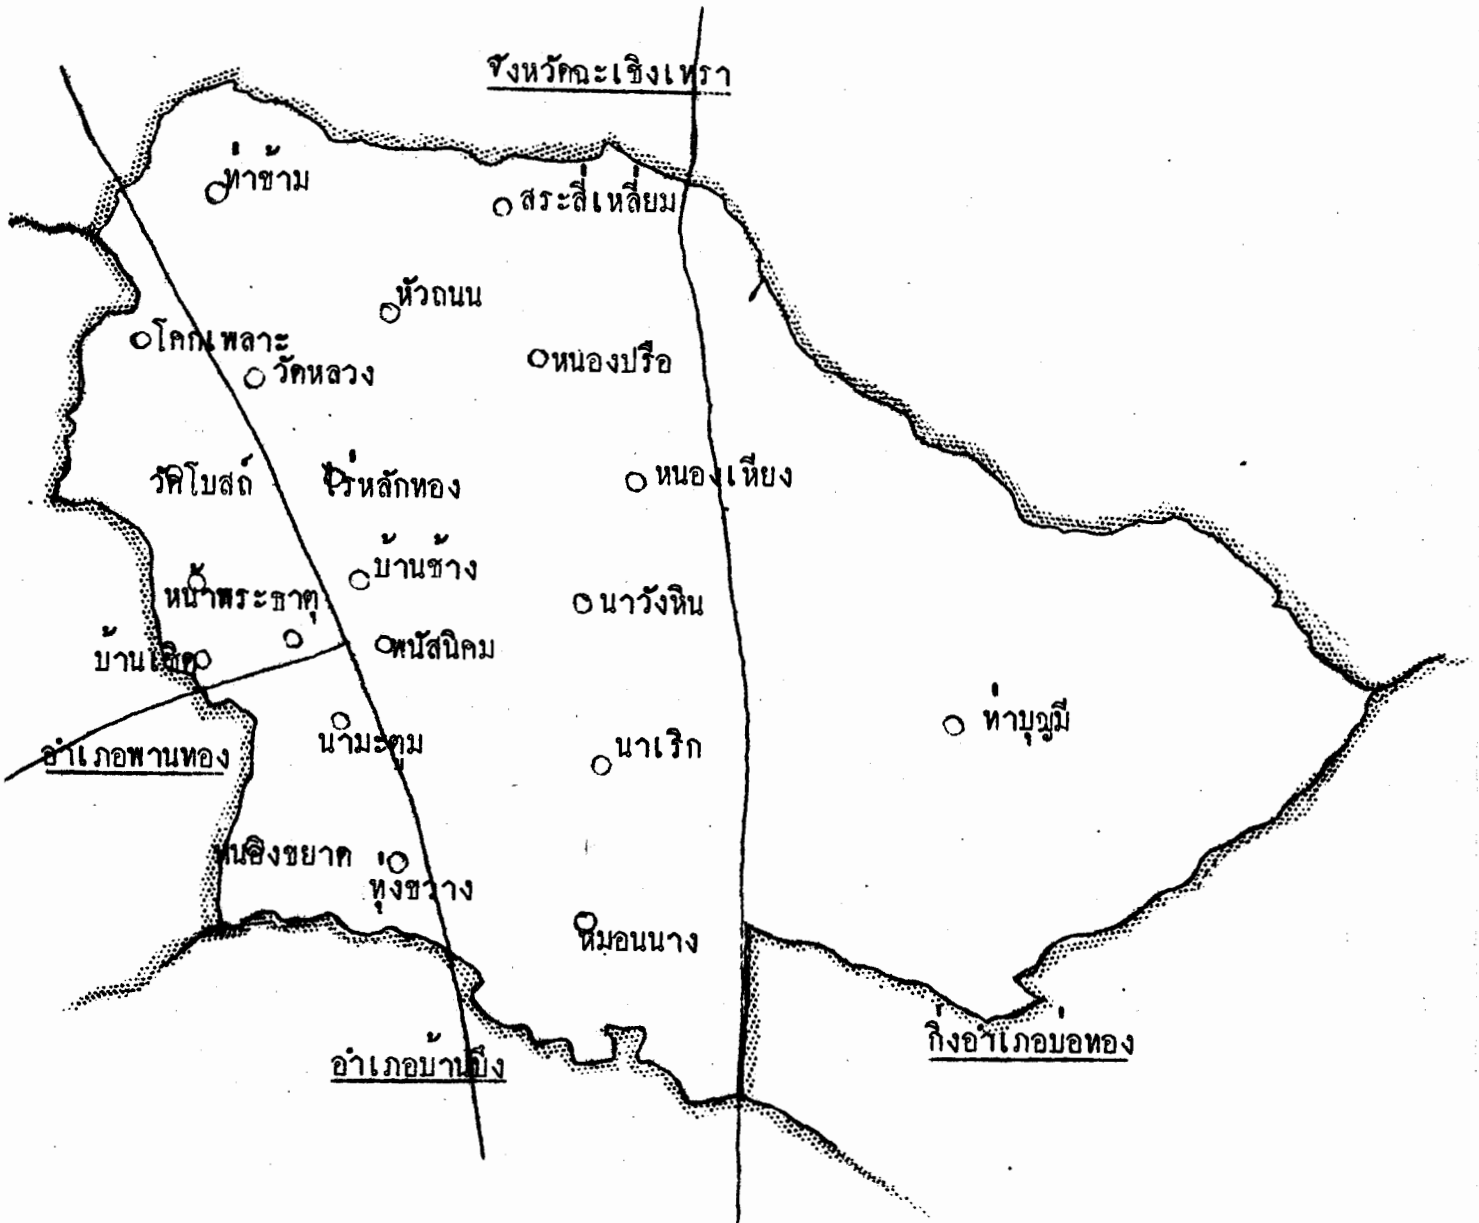 จังหวัดฉะเชิงเทรา
ท่าข้าม
สระสี่เหลี่ยม
หัวถนน
โคกเพลาะ
หนองปรือ
วัดหลวง
วัดโบสถ์
ไร่หลักทอง
หนองเหียง
บ้านช้าง
หน้าพระธาตุ
นาวังหิน
บ้านเซิด
พนัสนิคม
ท่าบุญมี
นามะตูม
นาเริก
อำเภอพานทอง
หนองขยาด
ทุ่งขวาง
หมอนนาง
กิ่งอำเภอบ่อทอง
อำเภอบ้านบึง